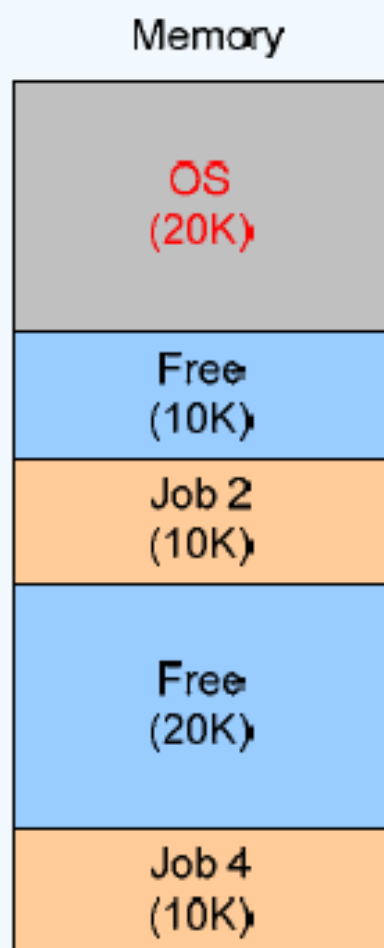 Memory
OS
(20K)
Free
(10K)
Job 2
(10K)
Free
(20K)
Job 4
(10K)